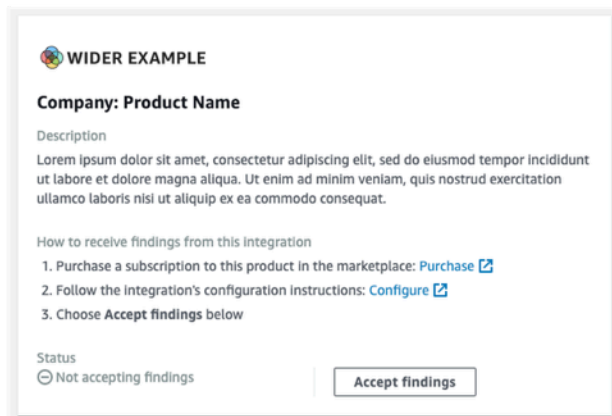 WIDER EXAMPLE
Company: Product Name
Description
Lorem ipsum dolor sit amet, consectetur adipiscing elit, sed do eiusmod tempor incididunt
ut labore et dolore magna aliqua. Ut enim ad minim veniam, quis nostrud exercitation
ullamco laboris nisi ut aliquip ex ea commodo consequat.
How to receive findings from this integration
1. Purchase a subscription to this product in the marketplace: Purchase
2. Follow the integration's configuration instructions: Configure
3. Choose Accept findings below
Status
Not accepting findings
Accept findings